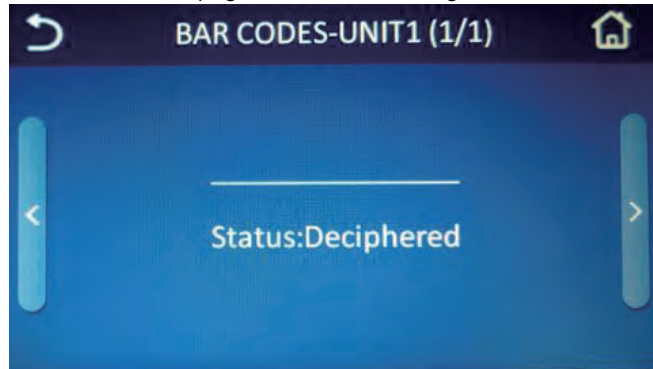 BAR CODES-UNIT1 (1/1)
<
>
Status:Deciphered